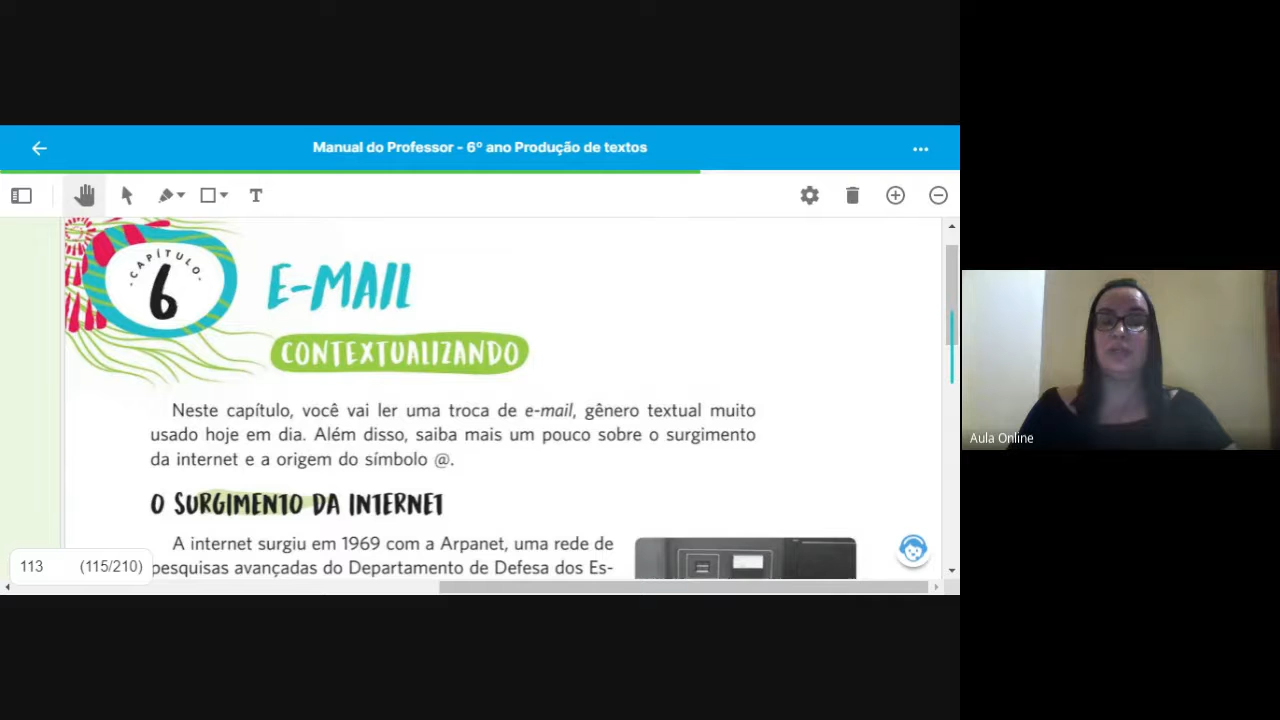 Manual do Professor - 6º ano Produção de textos
T
CAPÍTULO
6
E-MAIL
CONTEXTUALIZANDO
Neste capítulo, você vai ler uma troca de e-mail, gênero textual muito
usado hoje em dia. Além disso, saiba mais um pouco sobre o surgimento
da internet e a origem do símbolo @.
O SURGIMENTO DA INTERNET
A internet surgiu em 1969 com a Arpanet, uma rede de
pesquisas avançadas do Departamento de Defesa dos Es-
113 (115/210)
Aula Online